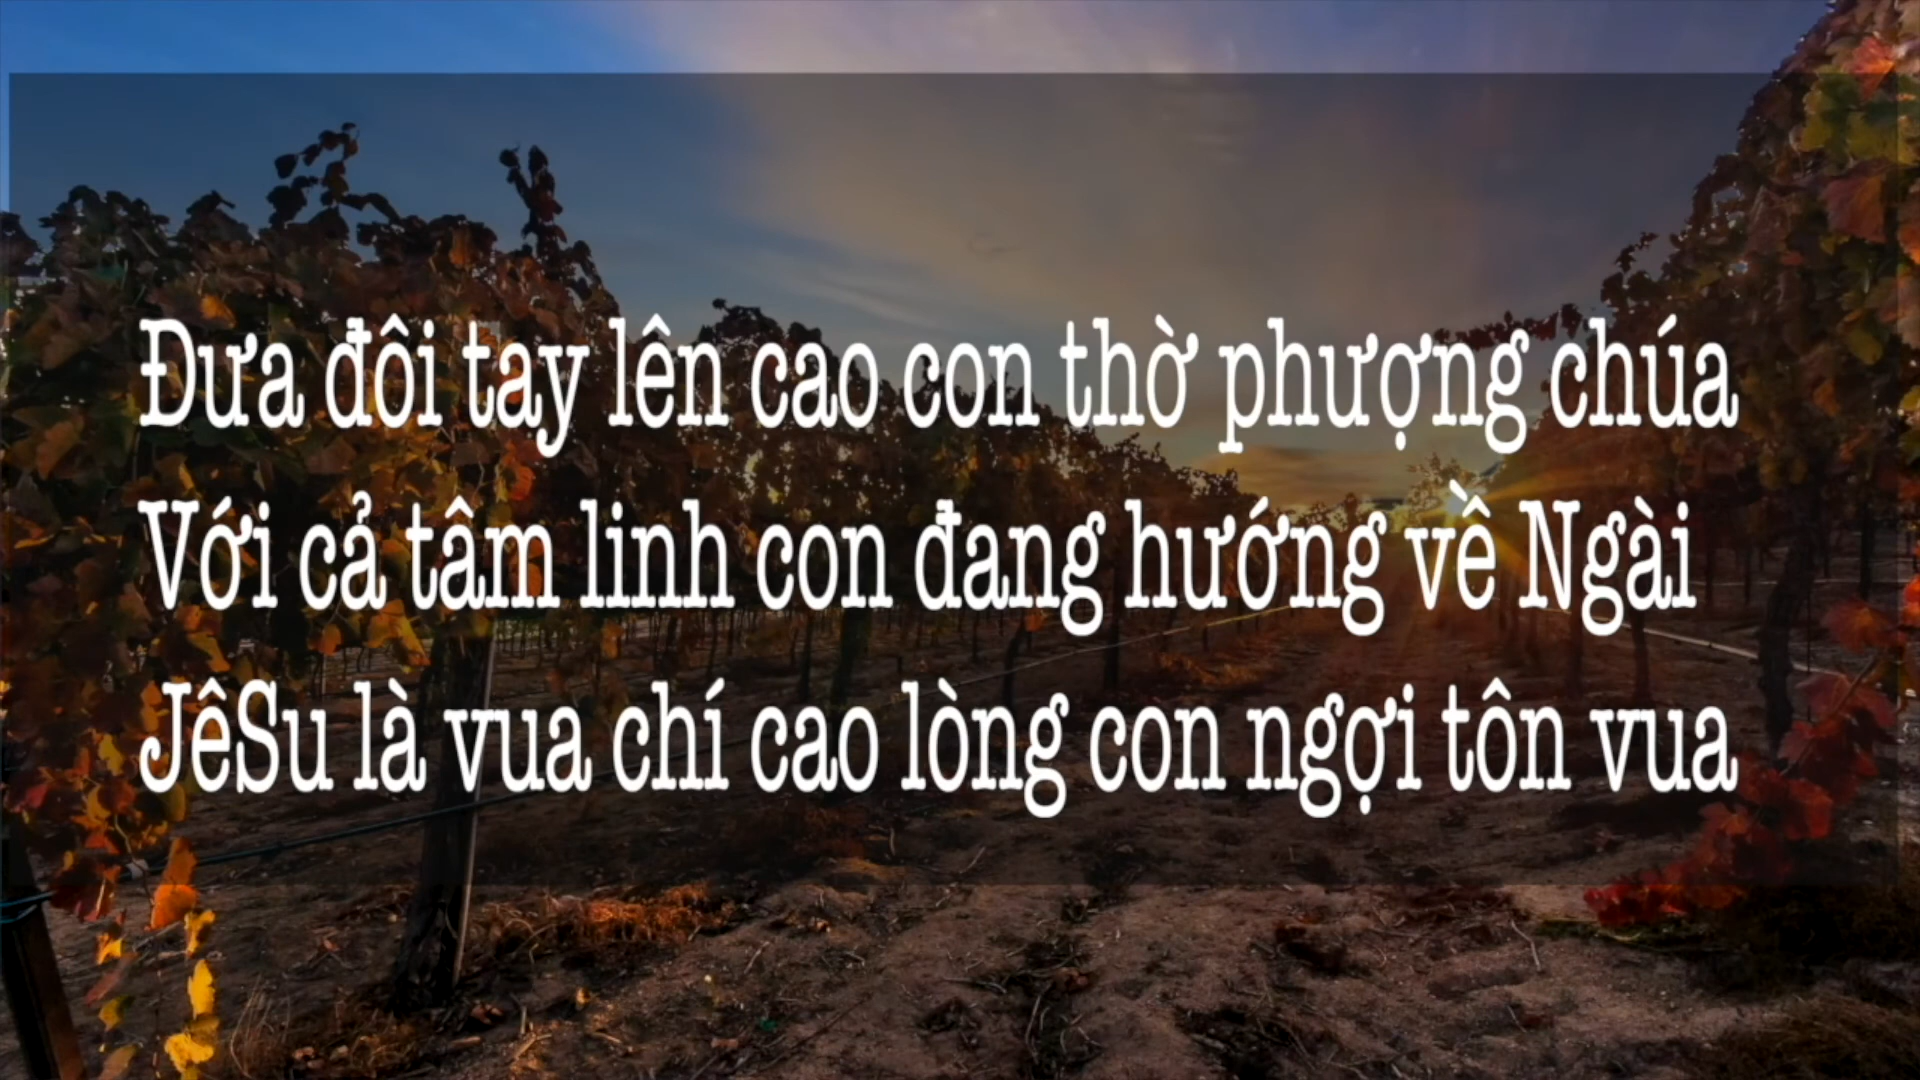 Đưa đôi tay lên cao con thờ phượng chúa
Với cả tâm linh con đang hướng về Ngài
JêSu là vua chí cao lòng con ngợi tôn vua